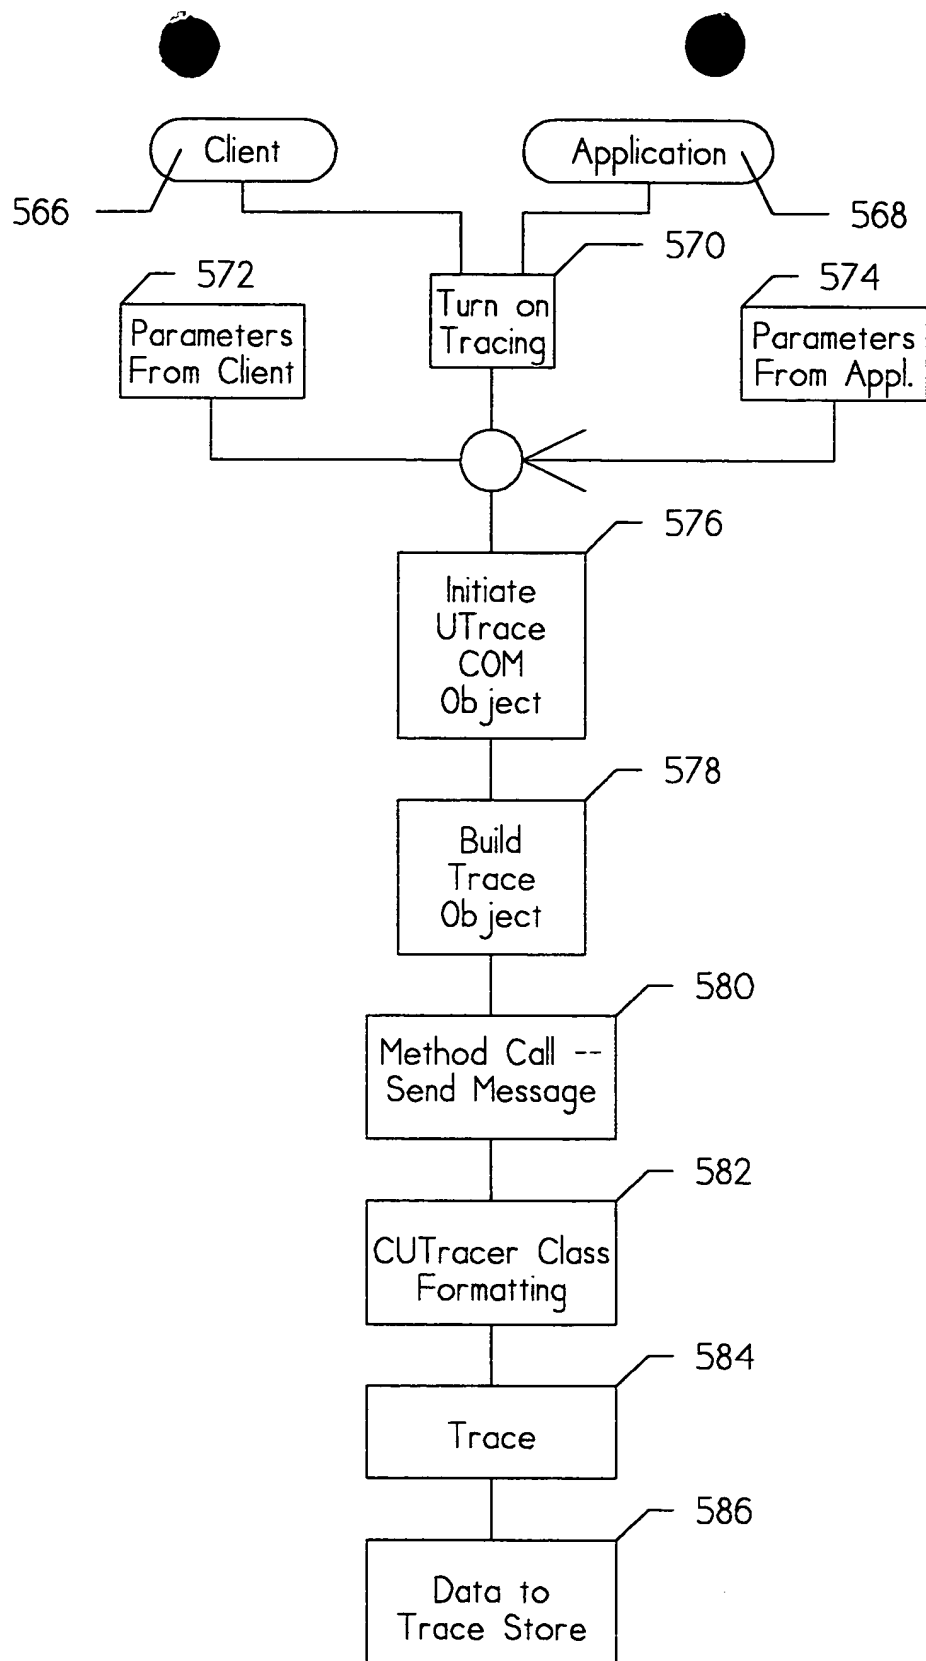 Client
Application
566
568
570
572
574
Turn on
Tracing
Parameters
From Client
Parameters
From Appl.
576
Initiate
UTrace
COM
Object
578
Build
Trace
Object
580
Method Call --
Send Message
582
CUTracer Class
Formatting
584
Trace
586
Data to
Trace Store